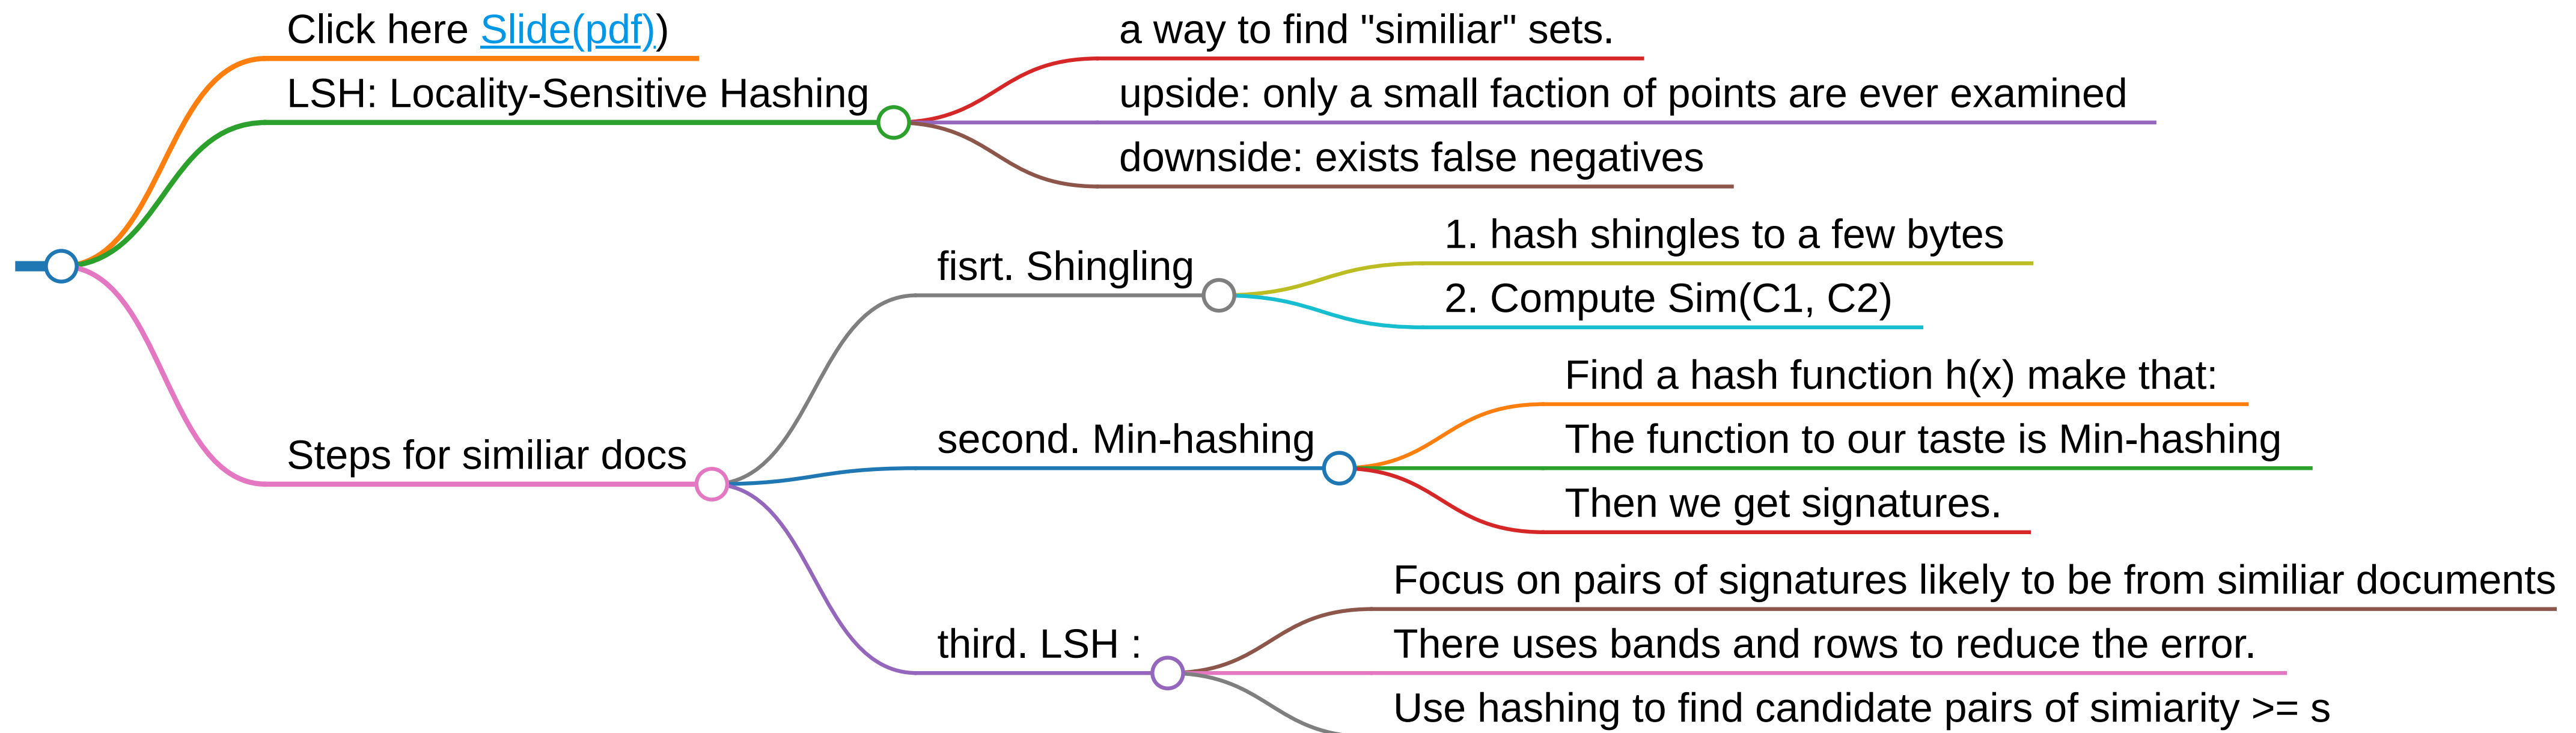 Click here Slide(pdf))
LSH: Locality-Sensitive Hashing
a way to find "similiar" sets.
upside: only a small faction of points are ever examined
downside: exists false negatives
Steps for similiar docs
fisrt. Shingling
1. hash shingles to a few bytes
2. Compute Sim(C1, C2)
second. Min-hashing
Find a hash function h(x) make that:
The function to our taste is Min-hashing
Then we get signatures.
third. LSH :
Focus on pairs of signatures likely to be from similiar documents
There uses bands and rows to reduce the error.
Use hashing to find candidate pairs of simiarity >= s